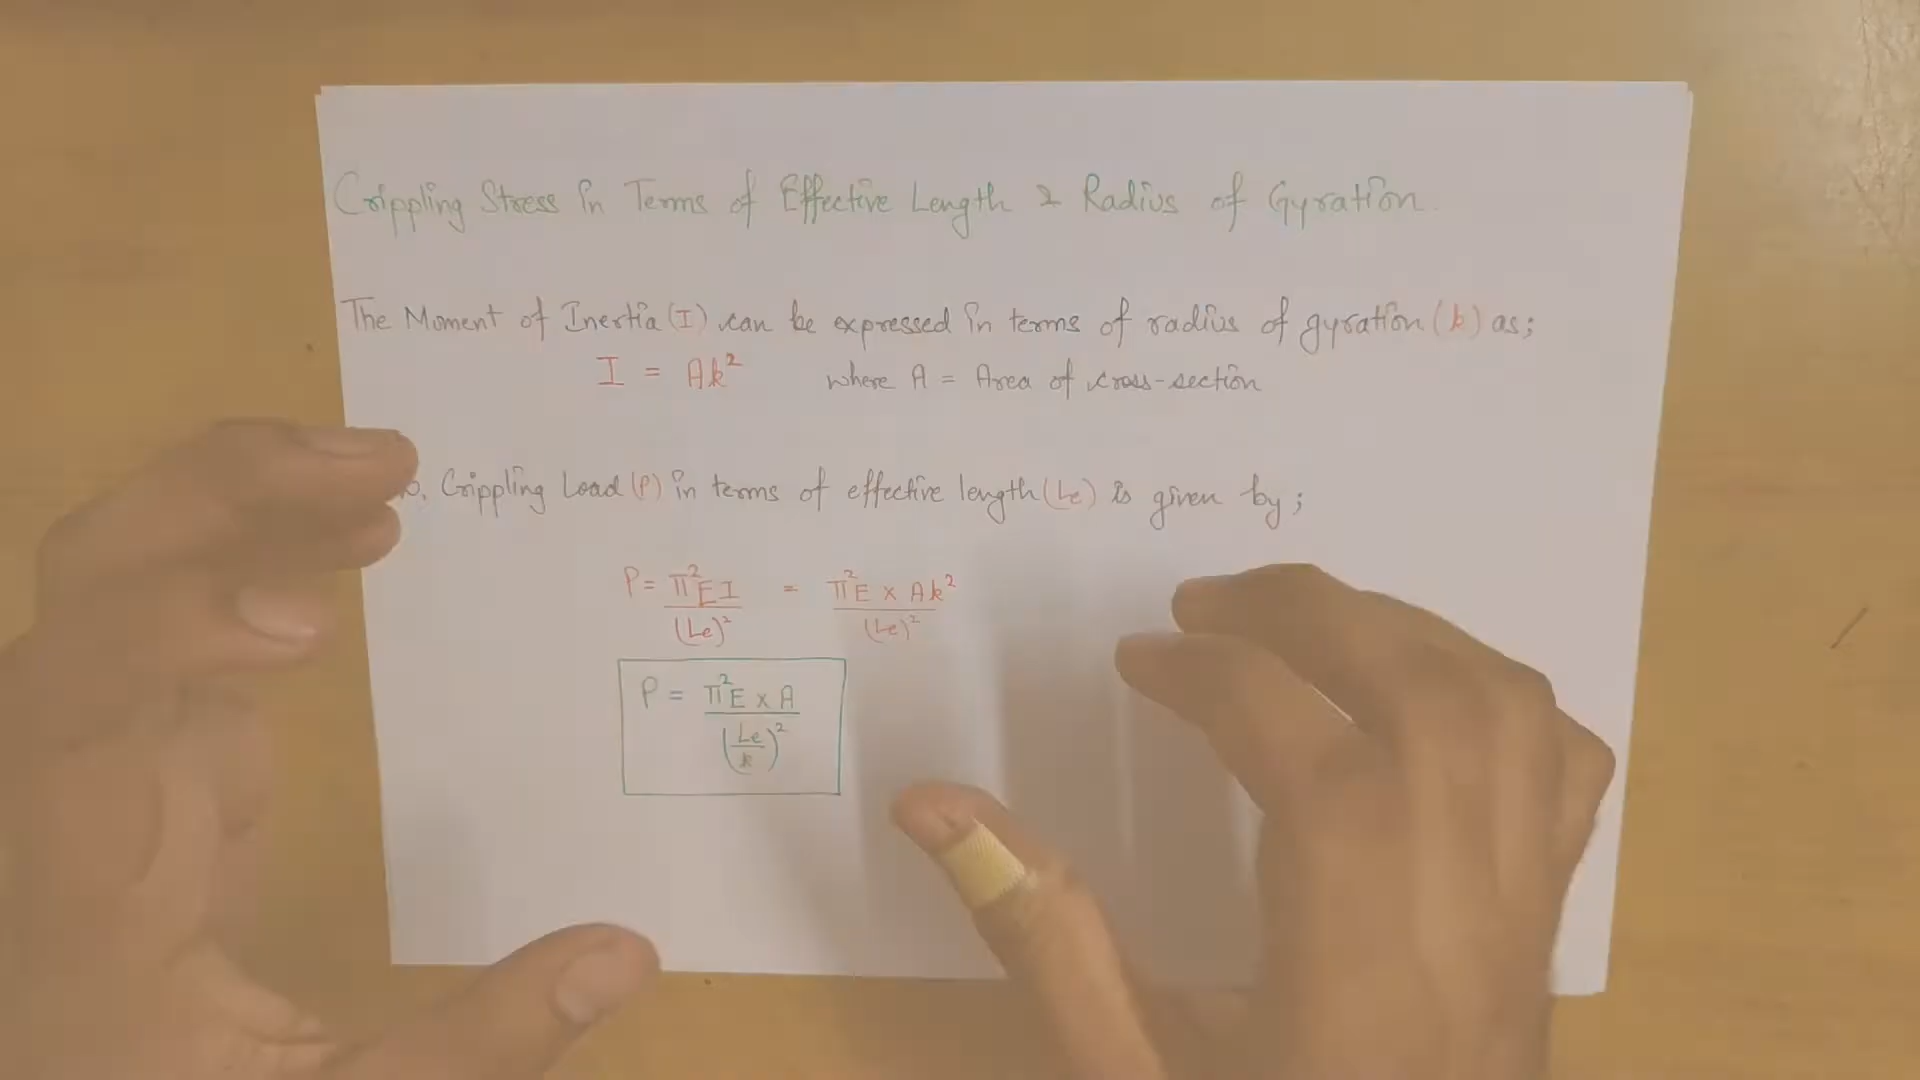 Crippling Stress in Terms of Effective Length & Radius of Gyration.
The Moment of Inertia (I) can be expressed in terms of radius of gyration (k) as;
I = Ak² where A = Area of cross-section
Crippling Load (P) in terms of effective length (Le) is given by;
P = π²EI / (Le)² = π²E × Ak² / (Le)²
P = π²E × A / (Le/k)²